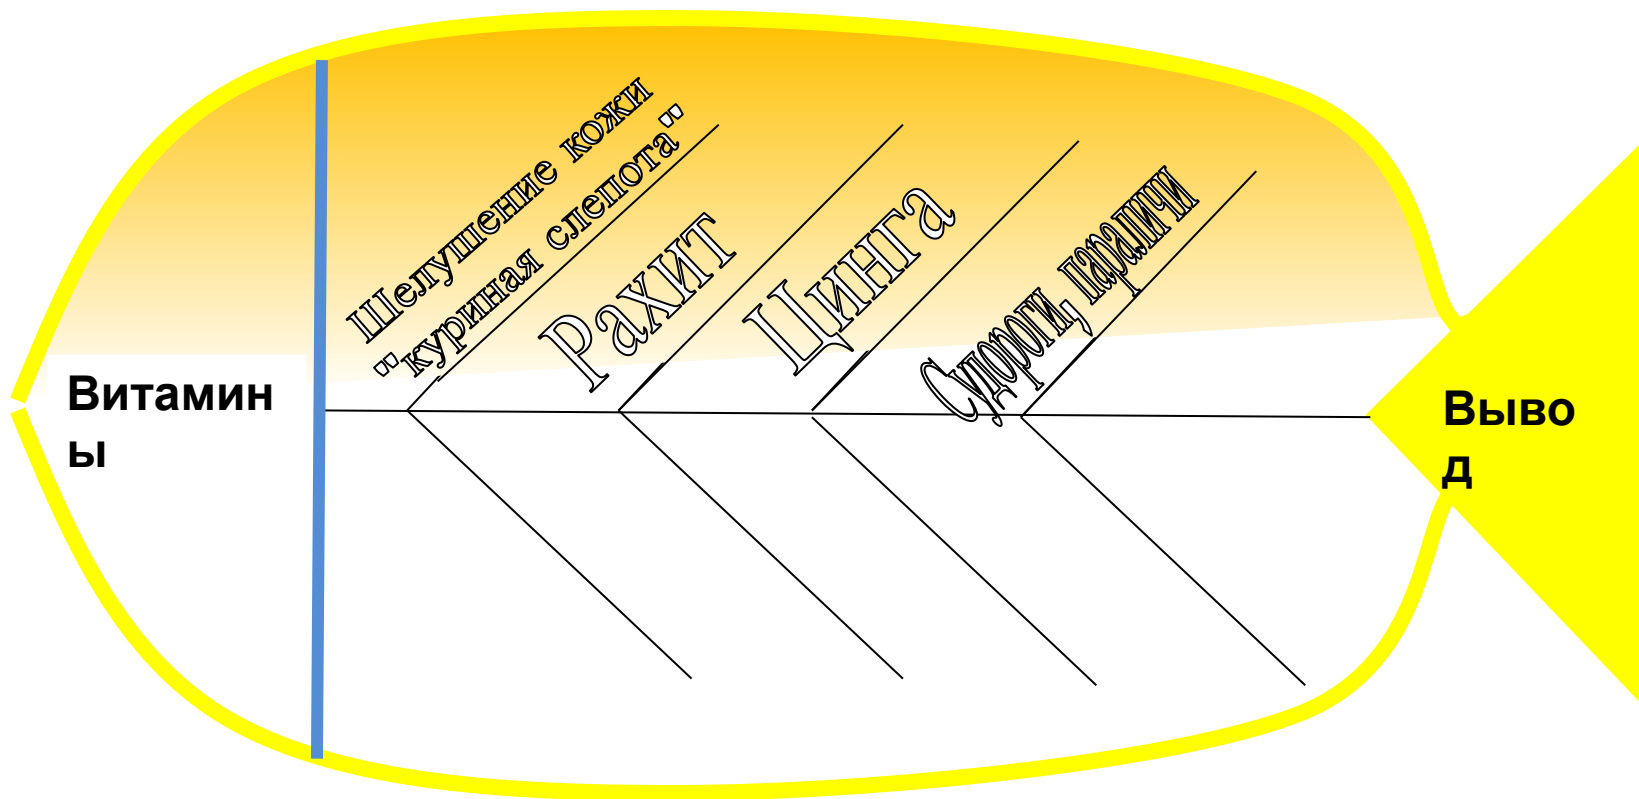 Витамин
ы
Шелушение кожи
"куриная слепота"
Рахит
Цинга
Судороги, параличи
Выво
д